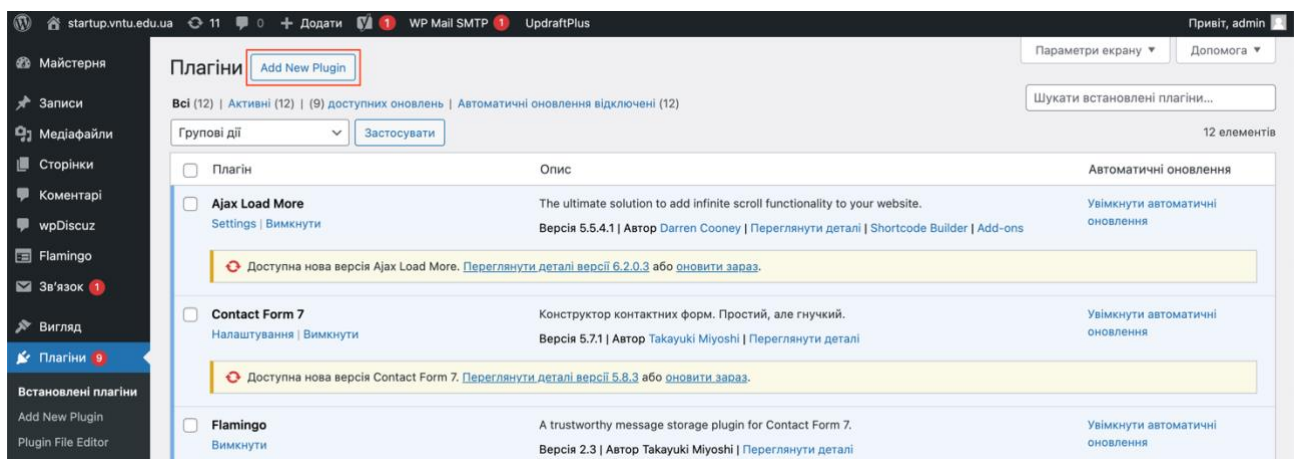 startup.vntu.edu.ua 11 0 + Додати 1 WP Mail SMTP 1 UpdraftPlus Привіт, admin
Майстерня
Записи
Медіафайли
Сторінки
Коментарі
wpDiscuz
Flamingo
Зв'язок 1
Вигляд
Плагіни 9
Встановлені плагіни
Add New Plugin
Plugin File Editor
Параметри екрану ▼ Допомога ▼
Плагіни Add New Plugin
Всі (12) | Активні (12) | (9) доступних оновлень | Автоматичні оновлення відключені (12)
Шукати встановлені плагіни...
Групові дії Застосувати 12 елементів
Плагін Опис Автоматичні оновлення
Ajax Load More The ultimate solution to add infinite scroll functionality to your website. Увімкнути автоматичні
Settings | Вимкнути Версія 5.5.4.1 | Автор Darren Cooney | Переглянути деталі | Shortcode Builder | Add-ons оновлення
Доступна нова версія Ajax Load More. Переглянути деталі версії 6.2.0.3 або оновити зараз.
Contact Form 7 Конструктор контактних форм. Простий, але гнучкий. Увімкнути автоматичні
Налаштування | Вимкнути Версія 5.7.1 | Автор Takayuki Miyoshi | Переглянути деталі оновлення
Доступна нова версія Contact Form 7. Переглянути деталі версії 5.8.3 або оновити зараз.
Flamingo A trustworthy message storage plugin for Contact Form 7. Увімкнути автоматичні
Вимкнути Версія 2.3 | Автор Takayuki Miyoshi | Переглянути деталі оновлення